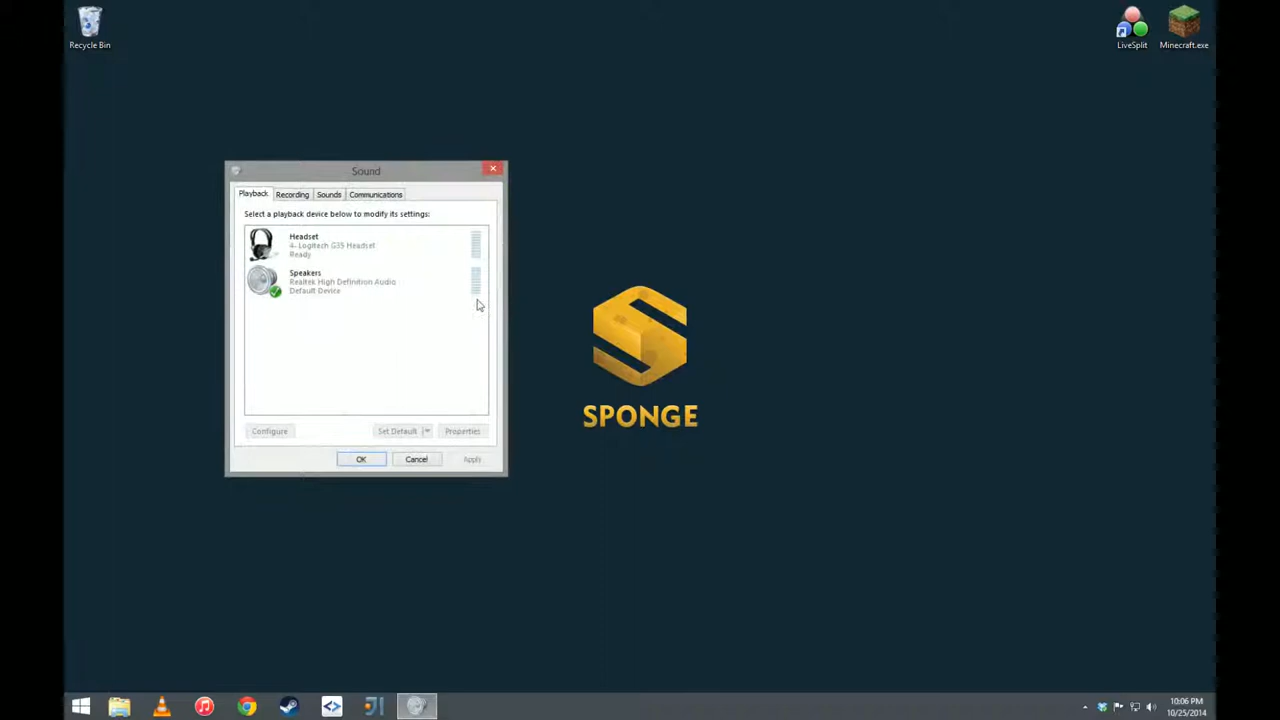 Recycle Bin
LiveSplit
Minecraft.exe
Sound
Playback Recording Sounds Communications
Select a playback device below to modify its settings:
Headset
4- Logitech G35 Headset
Ready
Speakers
Realtek High Definition Audio
Default Device
Configure Set Default Properties
OK Cancel Apply
SPONGE
10:06 PM
10/25/2014